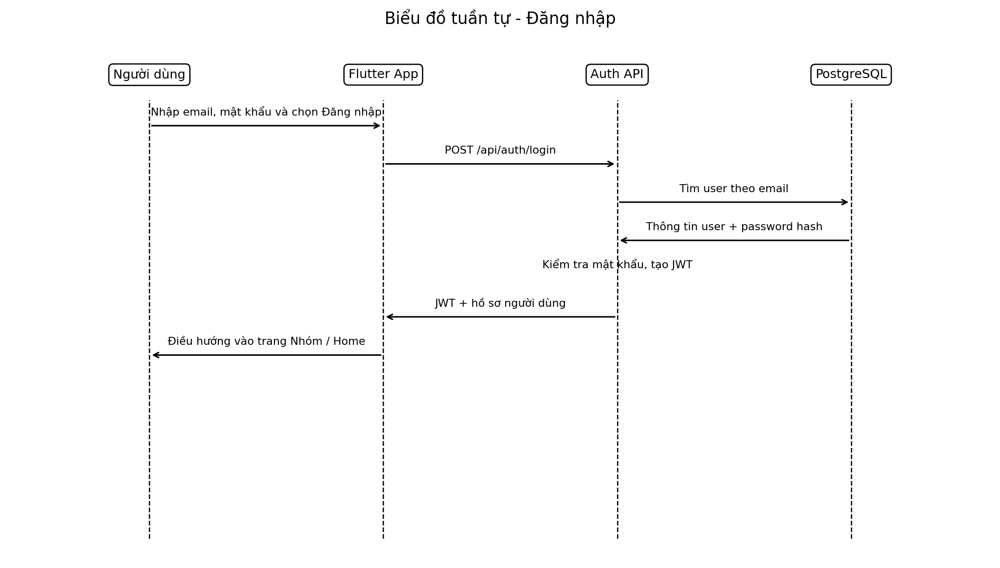 Biểu đồ tuần tự - Đăng nhập
Người dùng
Flutter App
Auth API
PostgreSQL
Nhập email, mật khẩu và chọn Đăng nhập
POST /api/auth/login
Tìm user theo email
Thông tin user + password hash
Kiểm tra mật khẩu, tạo JWT
JWT + hồ sơ người dùng
Điều hướng vào trang Nhóm / Home